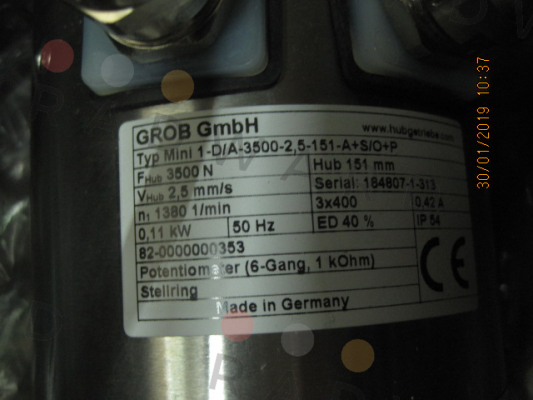 GROB GmbH
www.hubgetriebe.com
Typ Mini 1-D/A-3500-2,5-151-A+S/O+P
FHub 3500 N
Hub 151 mm
VHub 2,5 mm/s
Serial: 184807-1-313
n1 1380 1/min
3x400
0,42 A
0,11 kW
50 Hz
ED 40 %
IP 54
82-0000000353
Potentiometer (6-Gang, 1 kOhm)
Stellring
CE
Made in Germany
30/01/2019 10:37